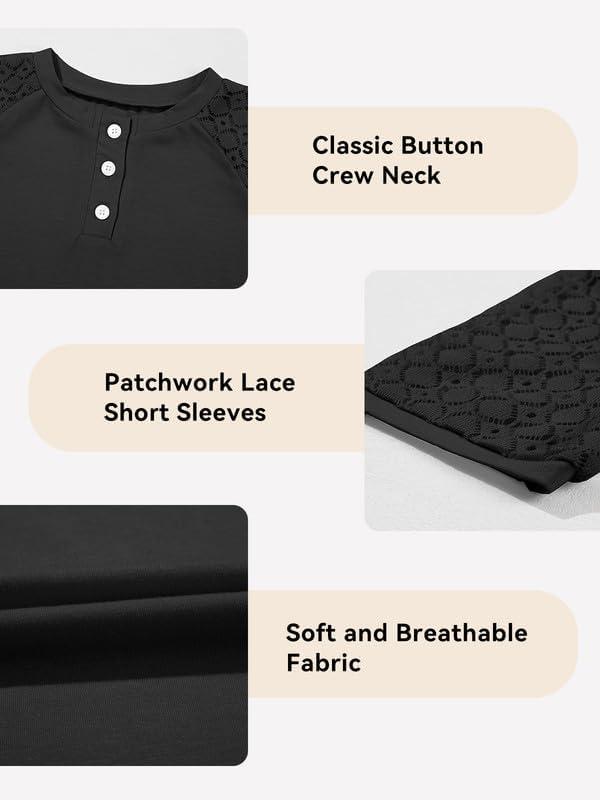 Classic Button
Crew Neck
Patchwork Lace
Short Sleeves
Soft and Breathable
Fabric